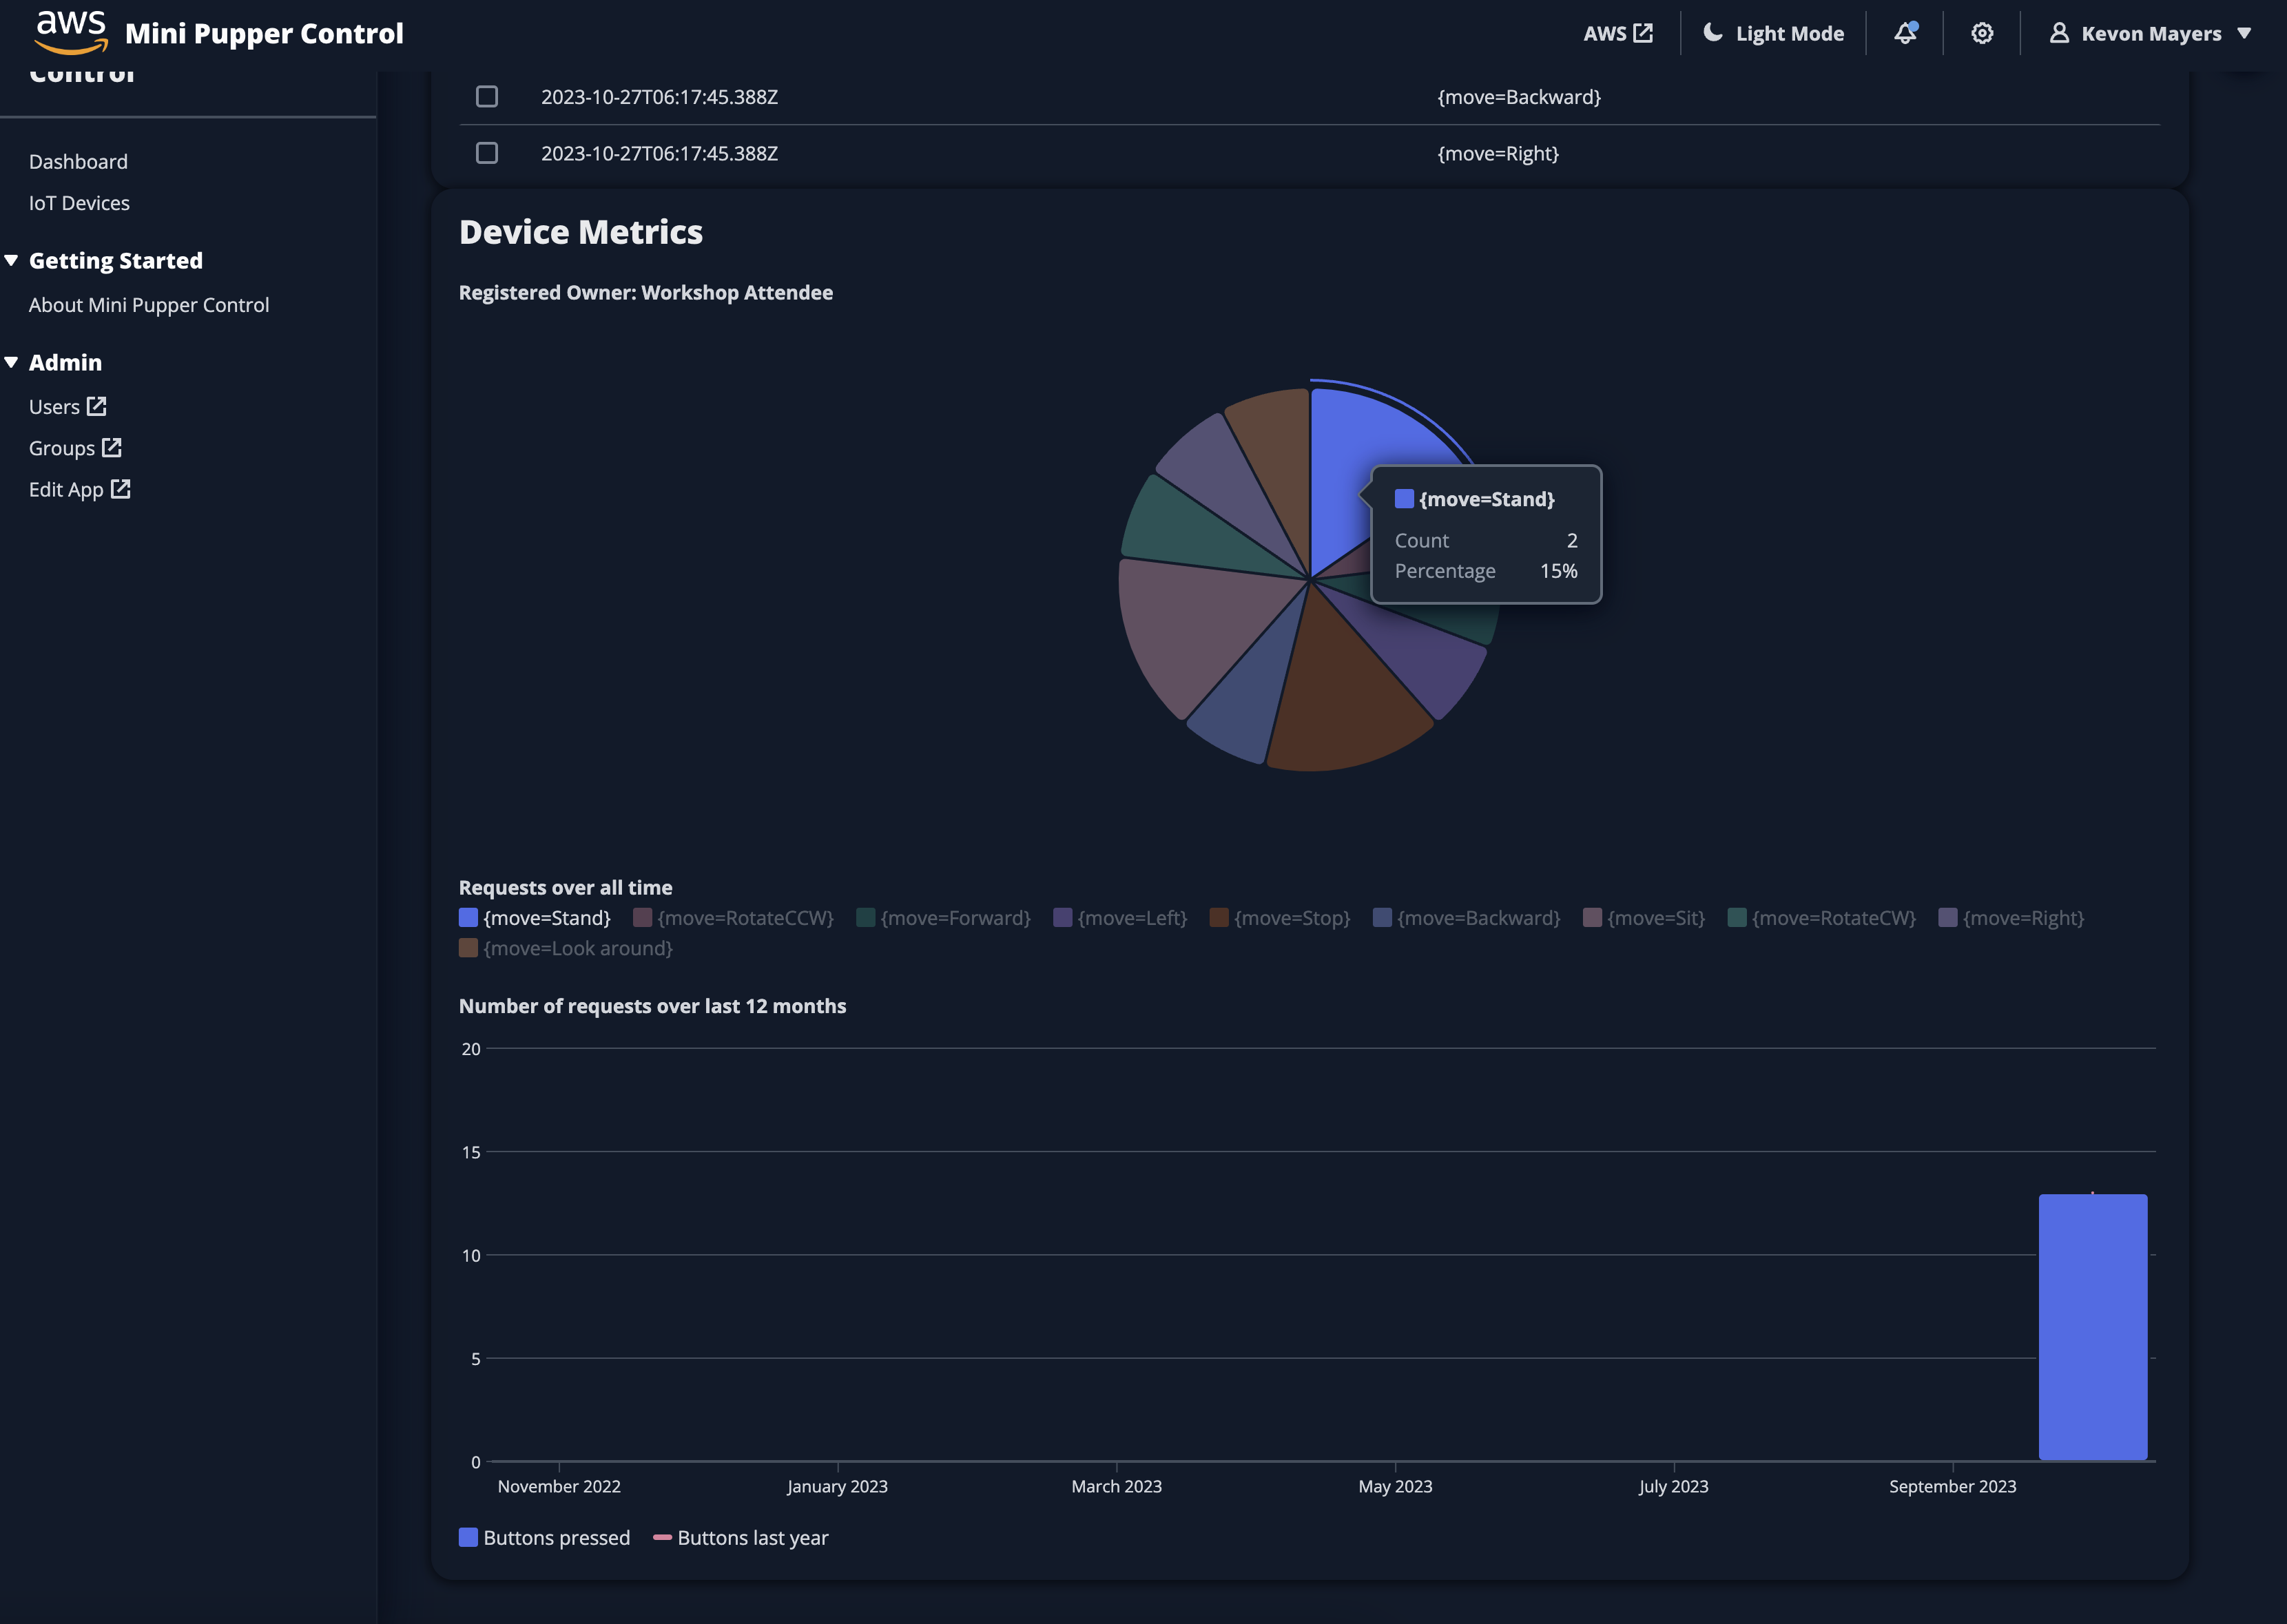 aws
Mini Pupper Control
AWS
Light Mode
Kevon Mayers
Control
Dashboard
IoT Devices
Getting Started
About Mini Pupper Control
Admin
Users
Groups
Edit App
2023-10-27T06:17:45.388Z {move=Backward}
2023-10-27T06:17:45.388Z {move=Right}
Device Metrics
Registered Owner: Workshop Attendee
{move=Stand}
Count 2
Percentage 15%
Requests over all time
{move=Stand} {move=RotateCCW} {move=Forward} {move=Left} {move=Stop} {move=Backward} {move=Sit} {move=RotateCW} {move=Right}
{move=Look around}
Number of requests over last 12 months
20
15
10
5
0
November 2022 January 2023 March 2023 May 2023 July 2023 September 2023
Buttons pressed Buttons last year